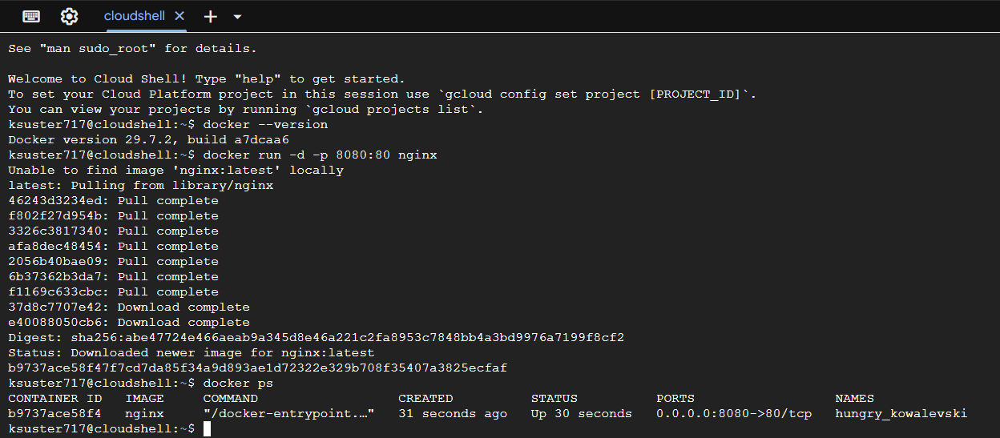 cloudshell
See "man sudo_root" for details.
Welcome to Cloud Shell! Type "help" to get started.
To set your Cloud Platform project in this session use `gcloud config set project [PROJECT_ID]`.
You can view your projects by running `gcloud projects list`.
ksuster717@cloudshell:~$ docker --version
Docker version 29.7.2, build a7dcaa6
ksuster717@cloudshell:~$ docker run -d -p 8080:80 nginx
Unable to find image 'nginx:latest' locally
latest: Pulling from library/nginx
46243d3234ed: Pull complete
f802f27d954b: Pull complete
3326c3817340: Pull complete
afa8dec48454: Pull complete
2056b40bae09: Pull complete
6b37362b3da7: Pull complete
f1169c633cbc: Pull complete
37d8c7707e42: Download complete
e40088050cb6: Download complete
Digest: sha256:abe47724e466aeab9a345d8e46a221c2fa8953c7848bb4a3bd9976a7199f8cf2
Status: Downloaded newer image for nginx:latest
b9737ace58f47f7cd7da85f34a9d893ae1d72322e329b708f35407a3825ecfaf
ksuster717@cloudshell:~$ docker ps
CONTAINER ID   IMAGE     COMMAND                  CREATED          STATUS          PORTS                  NAMES
b9737ace58f4   nginx     "/docker-entrypoint.…"   31 seconds ago   Up 30 seconds   0.0.0.0:8080->80/tcp   hungry_kowalevski
ksuster717@cloudshell:~$